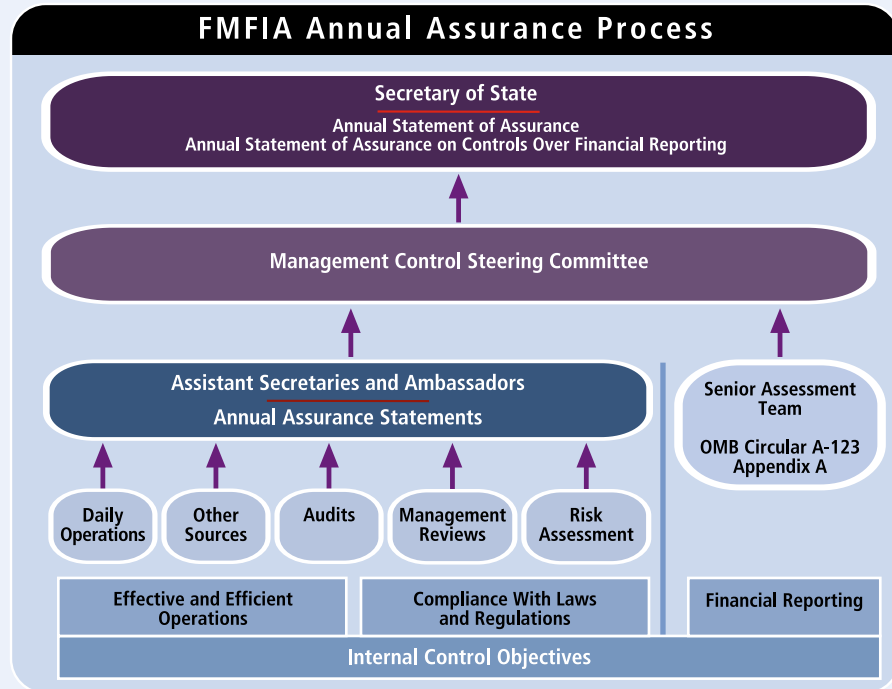 FMFIA Annual Assurance Process
Secretary of State
Annual Statement of Assurance
Annual Statement of Assurance on Controls Over Financial Reporting
Management Control Steering Committee
Assistant Secretaries and Ambassadors
Annual Assurance Statements
Senior Assessment
Team
OMB Circular A-123
Appendix A
Daily
Operations
Other
Sources
Audits
Management
Reviews
Risk
Assessment
Effective and Efficient
Operations
Compliance With Laws
and Regulations
Financial Reporting
Internal Control Objectives